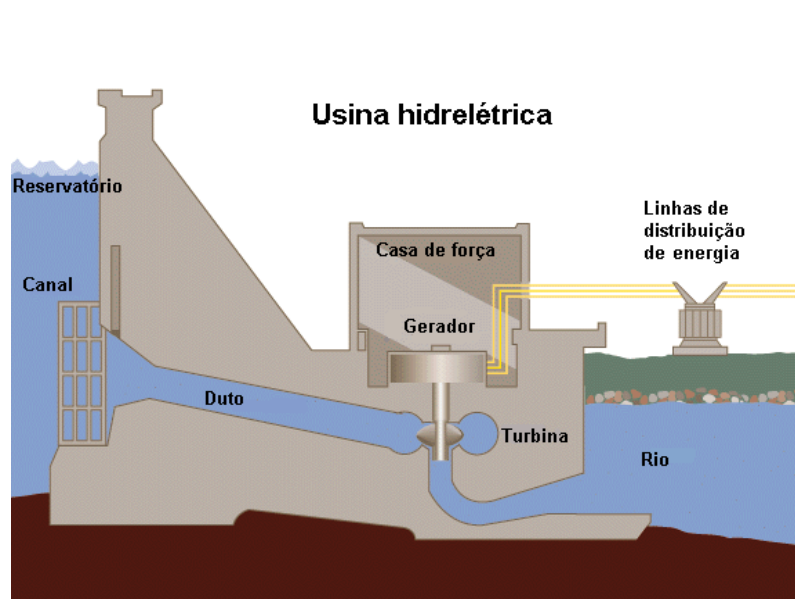 Usina hidrelétrica
Reservatório
Linhas de
distribuição
de energia
Casa de força
Canal
Gerador
Duto
Turbina
Rio